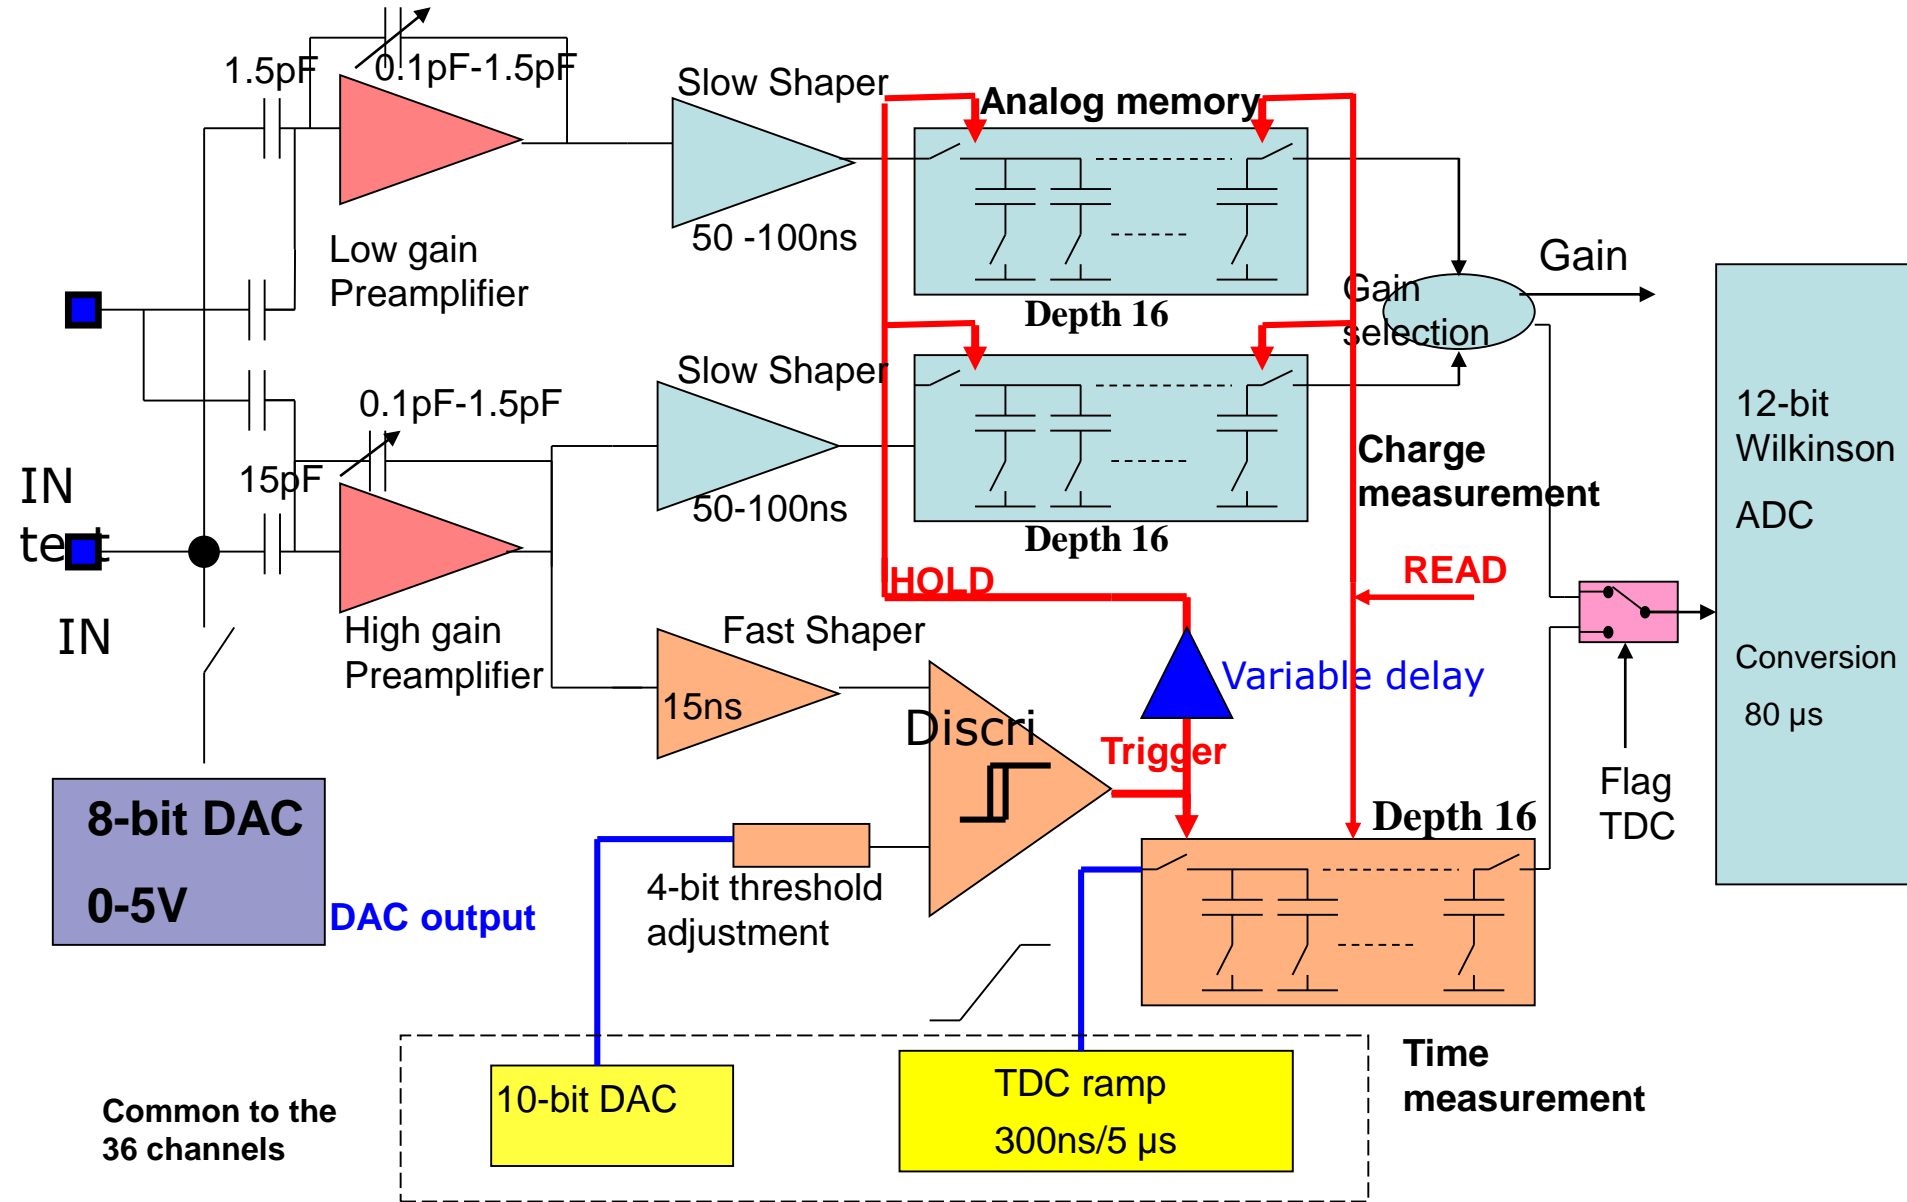 1.5pF
0.1pF-1.5pF
Slow Shaper
Analog memory
50 -100ns
Low gain
Preamplifier
Depth 16
Gain
Gain
selection
Slow Shaper
0.1pF-1.5pF
15pF
50-100ns
Depth 16
Charge
measurement
12-bit
Wilkinson
ADC
IN
test
HOLD
READ
IN
High gain
Preamplifier
Fast Shaper
15ns
Variable delay
Conversion
80 µs
Discri
Trigger
Flag
TDC
8-bit DAC
0-5V
DAC output
4-bit threshold
adjustment
Depth 16
Time
measurement
Common to the
36 channels
10-bit DAC
TDC ramp
300ns/5 µs